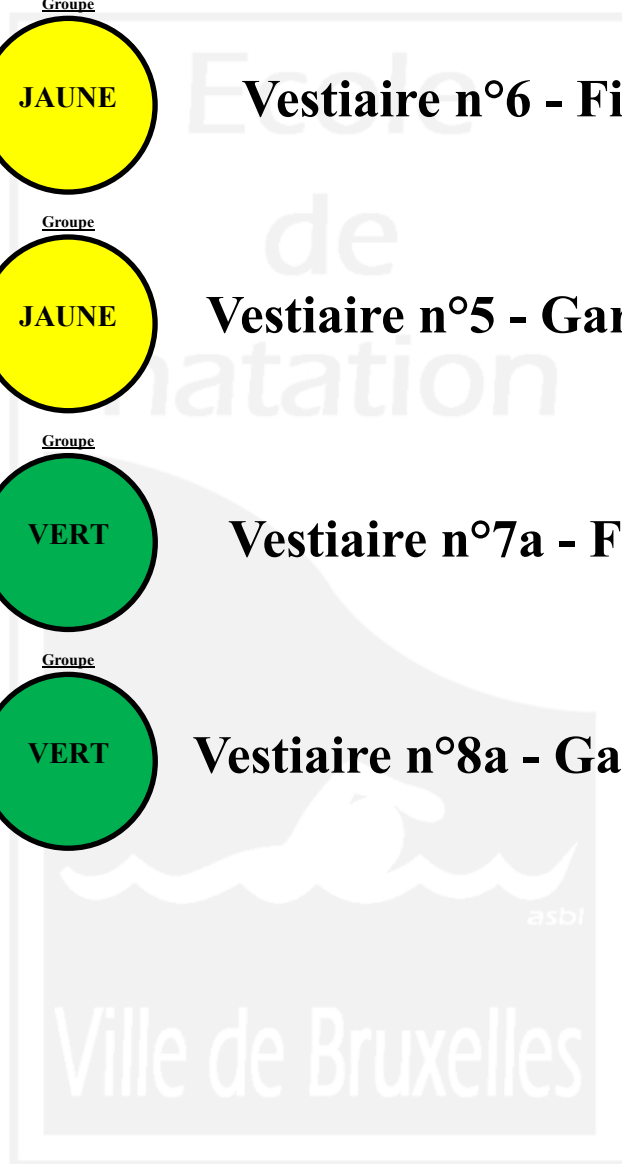 Groupe
JAUNE
Vestiaire n°6 - Fi
Groupe
JAUNE
Vestiaire n°5 - Gar
Groupe
VERT
Vestiaire n°7a - F
Groupe
VERT
Vestiaire n°8a - Ga
Ecole
de
natation
asbl
Ville de Bruxelles